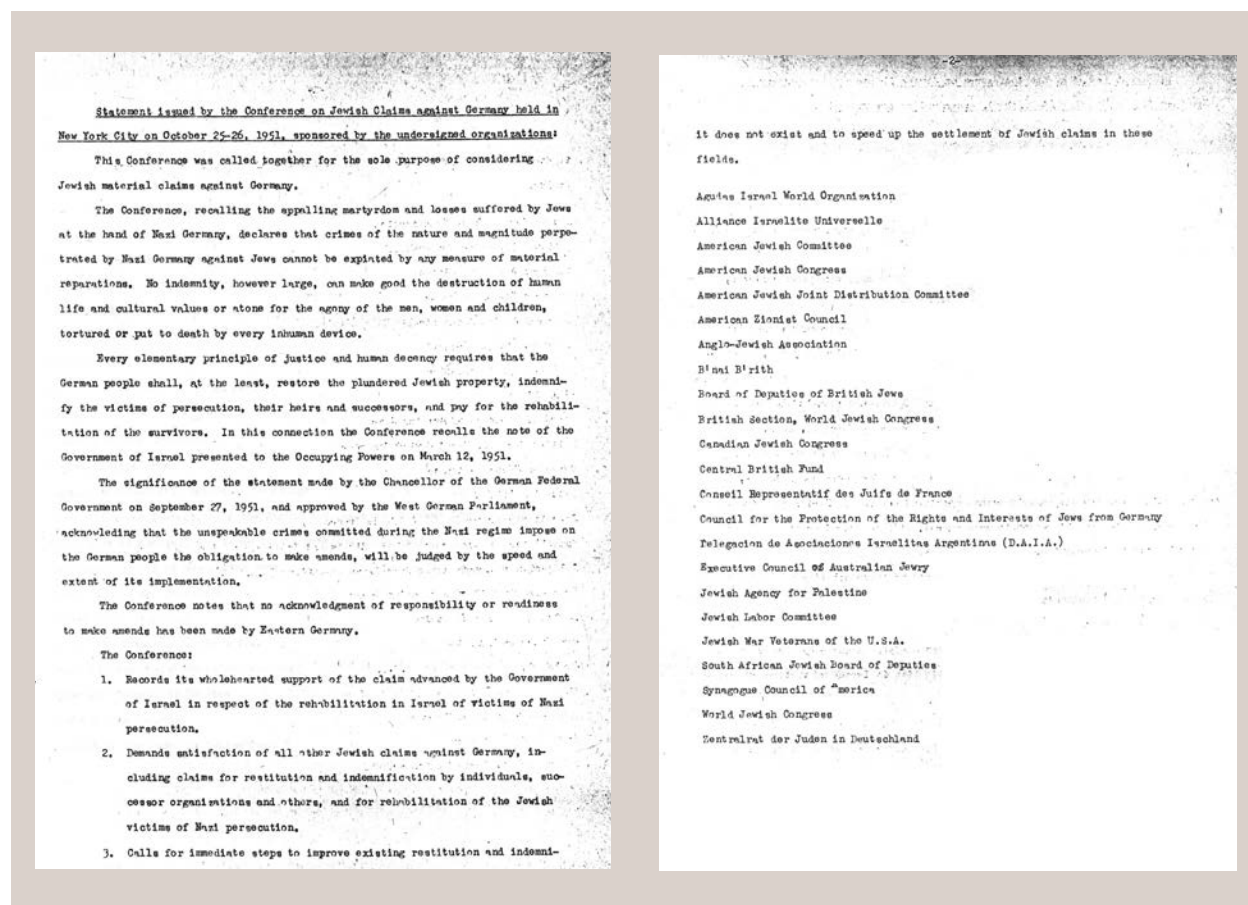 Statement issued by the Conference on Jewish Claims against Germany held in
New York City on October 25-26, 1951, sponsored by the undersigned organizations:
This Conference was called together for the sole purpose of considering
Jewish material claims against Germany.
The Conference, recalling the appalling martyrdom and losses suffered by Jews
at the hand of Nazi Germany, declares that crimes of the nature and magnitude perpe-
trated by Nazi Germany against Jews cannot be expiated by any measure of material
reparations. No indemnity, however large, can make good the destruction of human
life and cultural values or atone for the agony of the men, women and children,
tortured or put to death by every inhuman device.
Every elementary principle of justice and human decency requires that the
German people shall, at the least, restore the plundered Jewish property, indemni-
fy the victims of persecution, their heirs and successors, and pay for the rehabili-
tation of the survivors. In this connection the Conference recalls the note of the
Government of Israel presented to the Occupying Powers on March 12, 1951.
The significance of the statement made by the Chancellor of the German Federal
Government on September 27, 1951, and approved by the West German Parliament,
acknowleding that the unspeakable crimes committed during the Nazi regime impose on
the German people the obligation to make amends, will be judged by the speed and
extent of its implementation.
The Conference notes that no acknowledgment of responsibility or readiness
to make amends has been made by Eastern Germany.
The Conference:
1. Records its wholehearted support of the claim advanced by the Government
of Israel in respect of the rehabilitation in Israel of victims of Nazi
persecution.
2. Demands satisfaction of all other Jewish claims against Germany, in-
cluding claims for restitution and indemnification by individuals, suc-
cessor organizations and others, and for rehabilitation of the Jewish
victims of Nazi persecution.
3. Calls for immediate steps to improve existing restitution and indemni-
-2-
it does not exist and to speed up the settlement of Jewish claims in these
fields.
Agudas Israel World Organization
Alliance Israelite Universelle
American Jewish Committee
American Jewish Congress
American Jewish Joint Distribution Committee
American Zionist Council
Anglo-Jewish Association
B'nai B'rith
Board of Deputies of British Jews
British Section, World Jewish Congress
Canadian Jewish Congress
Central British Fund
Conseil Representatif des Juifs de France
Council for the Protection of the Rights and Interests of Jews from Germany
Delegacion de Asociaciones Israelitas Argentinas (D.A.I.A.)
Executive Council of Australian Jewry
Jewish Agency for Palestine
Jewish Labor Committee
Jewish War Veterans of the U.S.A.
South African Jewish Board of Deputies
Synagogue Council of America
World Jewish Congress
Zentralrat der Juden in Deutschland